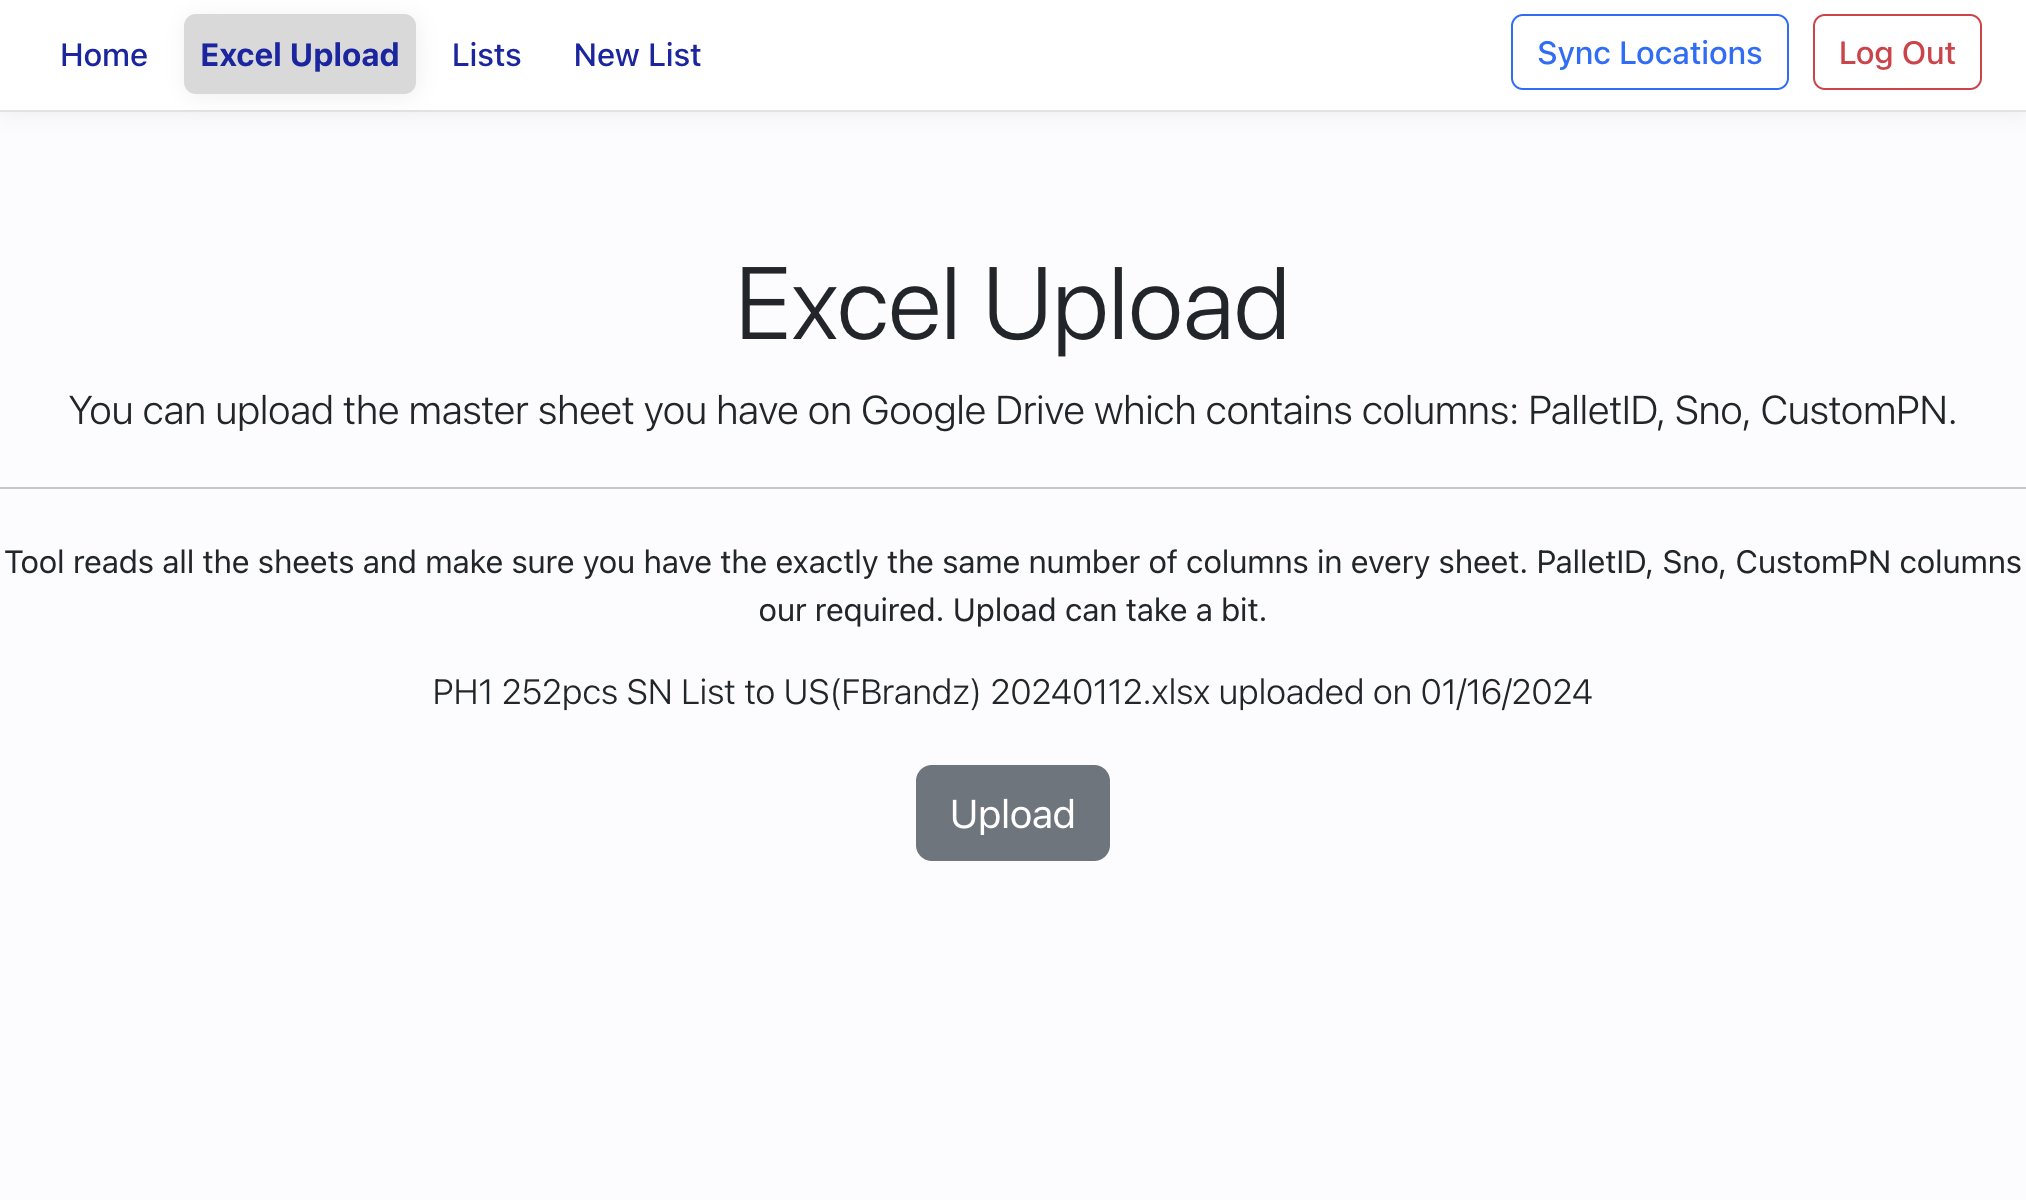 Home Excel Upload Lists New List Sync Locations Log Out
Excel Upload
You can upload the master sheet you have on Google Drive which contains columns: PalletID, Sno, CustomPN.
Tool reads all the sheets and make sure you have the exactly the same number of columns in every sheet. PalletID, Sno, CustomPN columns
our required. Upload can take a bit.
PH1 252pcs SN List to US(FBrandz) 20240112.xlsx uploaded on 01/16/2024
Upload